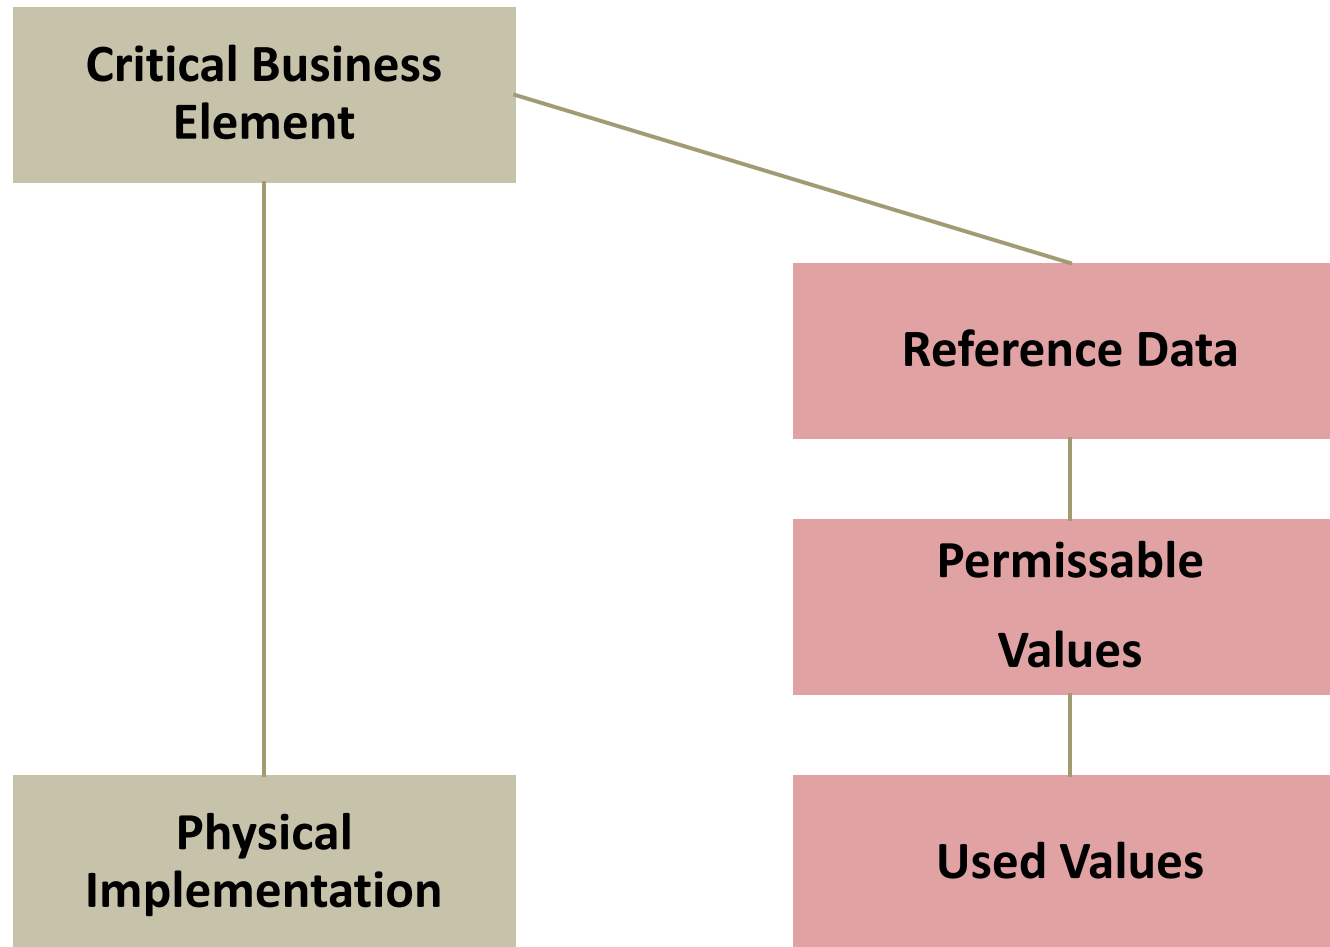 Critical Business
Element
Reference Data
Permissable
Values
Physical
Implementation
Used Values